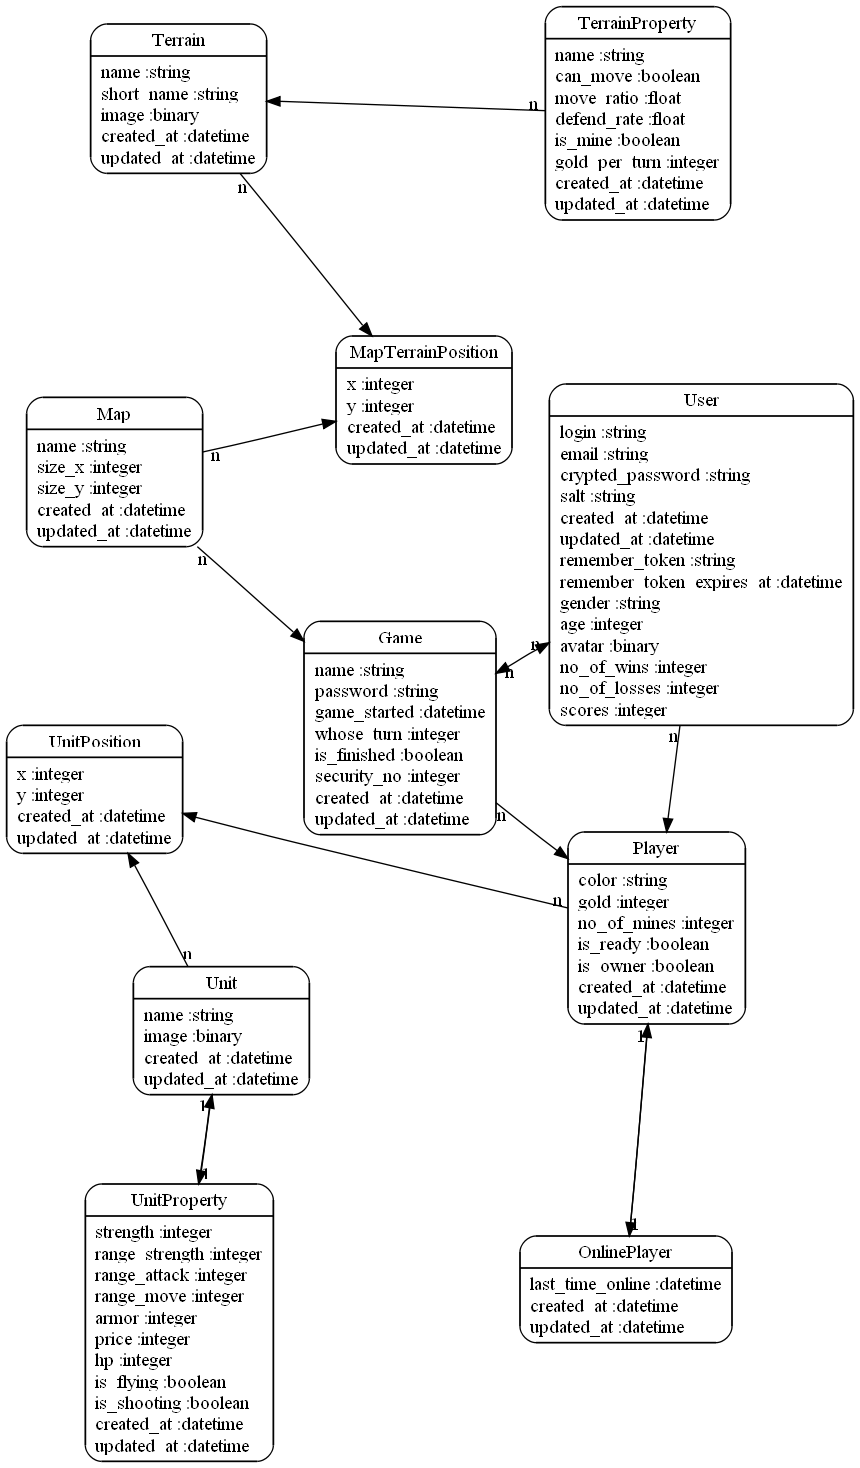 Terrain
name :string
short_name :string
image :binary
created_at :datetime
updated_at :datetime
n
TerrainProperty
name :string
can_move :boolean
move_ratio :float
defend_rate :float
is_mine :boolean
gold_per_turn :integer
created_at :datetime
updated_at :datetime
n
MapTerrainPosition
x :integer
y :integer
created_at :datetime
updated_at :datetime
Map
name :string
size_x :integer
size_y :integer
created_at :datetime
updated_at :datetime
n
n
User
login :string
email :string
crypted_password :string
salt :string
created_at :datetime
updated_at :datetime
remember_token :string
remember_token_expires_at :datetime
gender :string
age :integer
avatar :binary
no_of_wins :integer
no_of_losses :integer
scores :integer
n
n
Game
name :string
password :string
game_started :datetime
whose_turn :integer
is_finished :boolean
security_no :integer
created_at :datetime
updated_at :datetime
n
n
UnitPosition
x :integer
y :integer
created_at :datetime
updated_at :datetime
Player
color :string
gold :integer
no_of_mines :integer
is_ready :boolean
is_owner :boolean
created_at :datetime
updated_at :datetime
n
1
Unit
name :string
image :binary
created_at :datetime
updated_at :datetime
n
1
UnitProperty
strength :integer
range_strength :integer
range_attack :integer
range_move :integer
armor :integer
price :integer
hp :integer
is_flying :boolean
is_shooting :boolean
created_at :datetime
updated_at :datetime
1
OnlinePlayer
last_time_online :datetime
created_at :datetime
updated_at :datetime
1